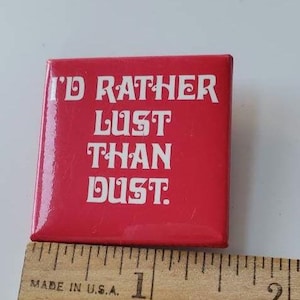 I'D RATHER
LUST
THAN
DUST.
MADE IN U.S.A. 1 2